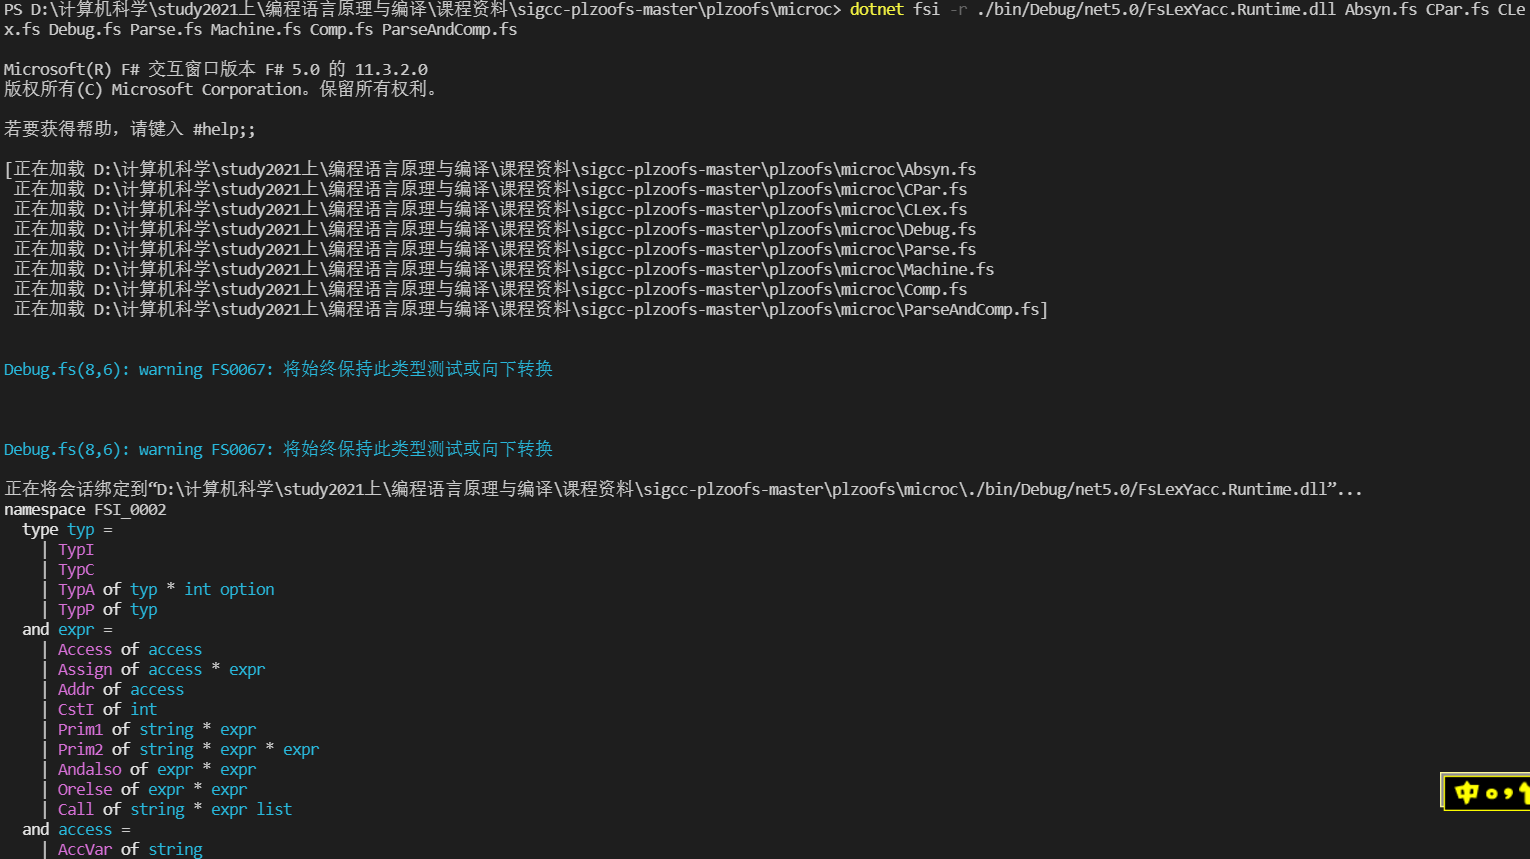 PS D:\计算机科学\study2021上\编程语言原理与编译\课程资料\sigcc-plzoofs-master\plzoofs\microc> dotnet fsi -r ./bin/Debug/net5.0/FsLexYacc.Runtime.dll Absyn.fs CPar.fs CLe
x.fs Debug.fs Parse.fs Machine.fs Comp.fs ParseAndComp.fs
Microsoft(R) F# 交互窗口版本 F# 5.0 的 11.3.2.0
版权所有(C) Microsoft Corporation。保留所有权利。
若要获得帮助，请键入 #help;;
[正在加载 D:\计算机科学\study2021上\编程语言原理与编译\课程资料\sigcc-plzoofs-master\plzoofs\microc\Absyn.fs
正在加载 D:\计算机科学\study2021上\编程语言原理与编译\课程资料\sigcc-plzoofs-master\plzoofs\microc\CPar.fs
正在加载 D:\计算机科学\study2021上\编程语言原理与编译\课程资料\sigcc-plzoofs-master\plzoofs\microc\CLex.fs
正在加载 D:\计算机科学\study2021上\编程语言原理与编译\课程资料\sigcc-plzoofs-master\plzoofs\microc\Debug.fs
正在加载 D:\计算机科学\study2021上\编程语言原理与编译\课程资料\sigcc-plzoofs-master\plzoofs\microc\Parse.fs
正在加载 D:\计算机科学\study2021上\编程语言原理与编译\课程资料\sigcc-plzoofs-master\plzoofs\microc\Machine.fs
正在加载 D:\计算机科学\study2021上\编程语言原理与编译\课程资料\sigcc-plzoofs-master\plzoofs\microc\Comp.fs
正在加载 D:\计算机科学\study2021上\编程语言原理与编译\课程资料\sigcc-plzoofs-master\plzoofs\microc\ParseAndComp.fs]
Debug.fs(8,6): warning FS0067: 将始终保持此类型测试或向下转换
Debug.fs(8,6): warning FS0067: 将始终保持此类型测试或向下转换
正在将会话绑定到“D:\计算机科学\study2021上\编程语言原理与编译\课程资料\sigcc-plzoofs-master\plzoofs\microc\./bin/Debug/net5.0/FsLexYacc.Runtime.dll”...
namespace FSI_0002
type typ =
| TypI
| TypC
| TypA of typ * int option
| TypP of typ
and expr =
| Access of access
| Assign of access * expr
| Addr of access
| CstI of int
| Prim1 of string * expr
| Prim2 of string * expr * expr
| Andalso of expr * expr
| Orelse of expr * expr
| Call of string * expr list
中 。,
and access =
| AccVar of string